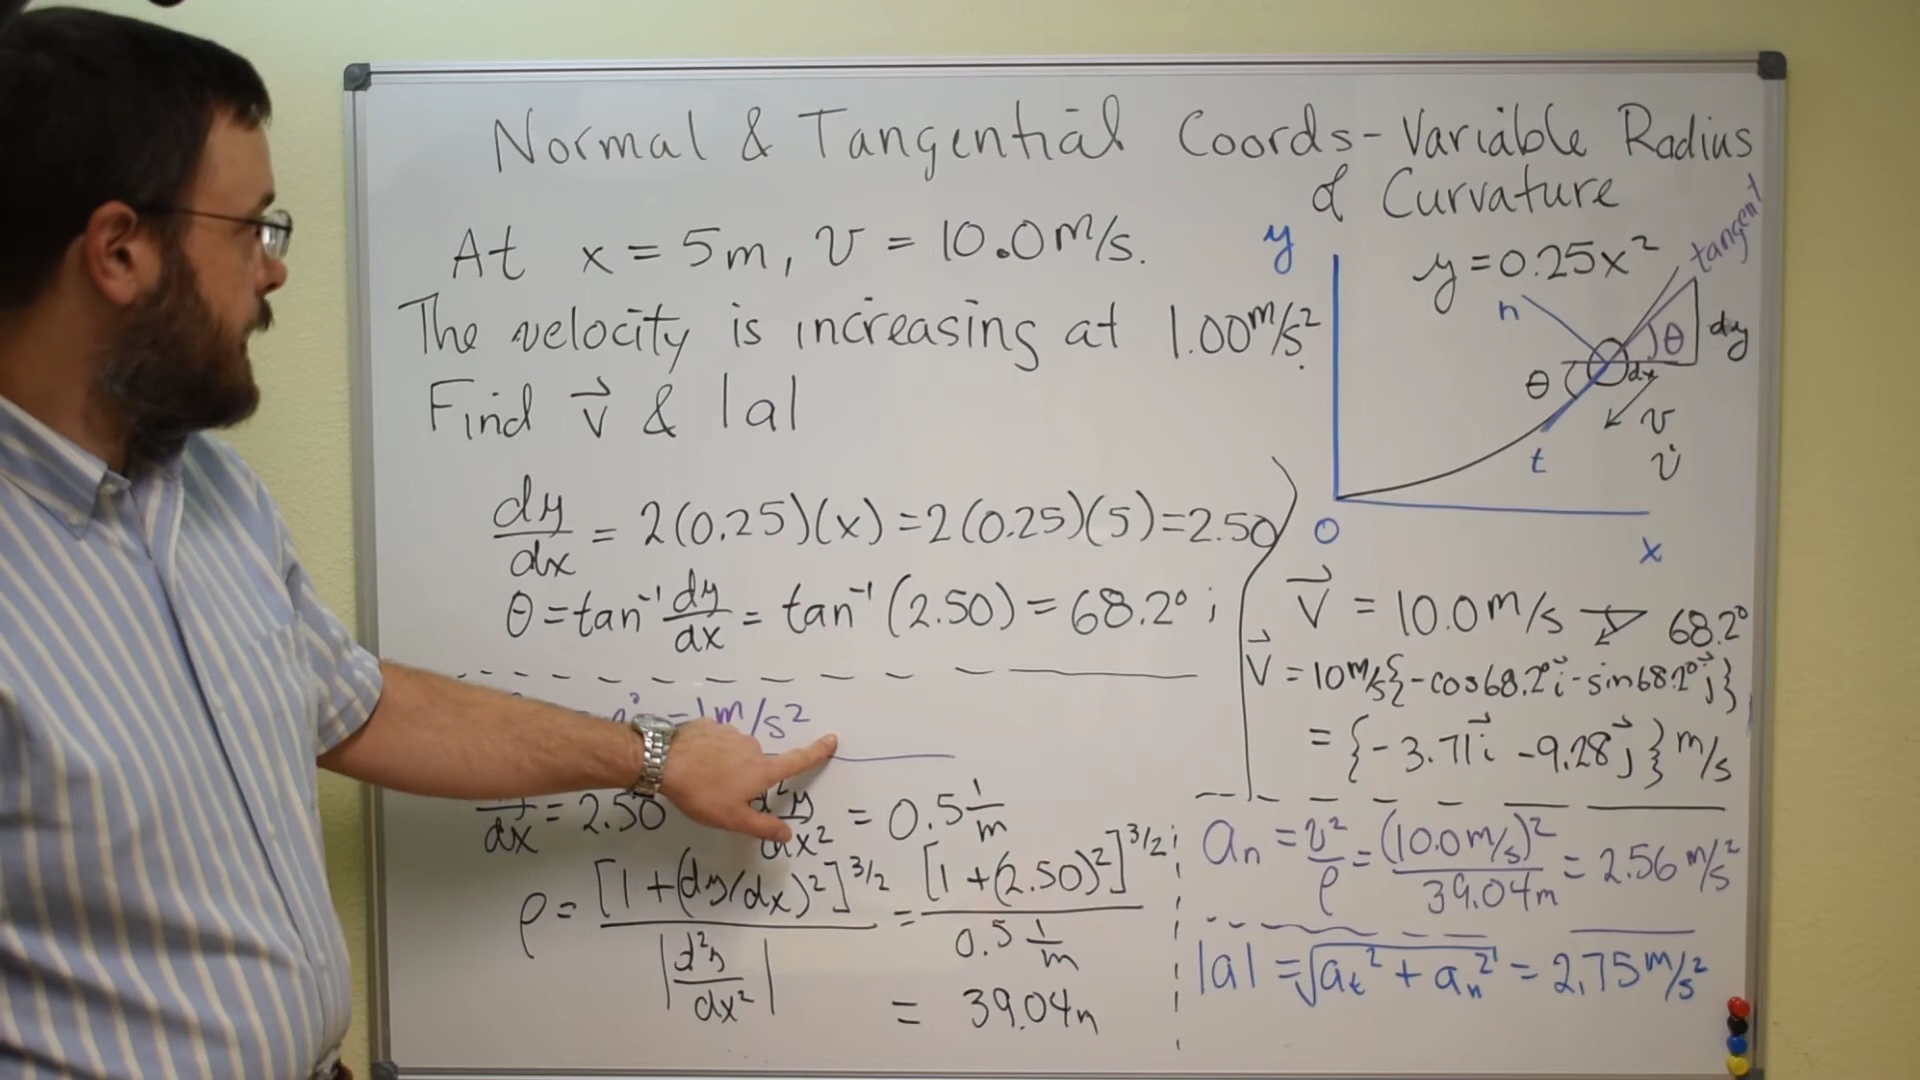 Normal & Tangential Coords - Variable Radius
of Curvature
At x = 5m, v = 10.0 m/s.
The velocity is increasing at 1.00 m/s².
Find v⃗ & |a|
dy/dx = 2(0.25)(x) = 2(0.25)(5) = 2.50
θ = tan⁻¹ dy/dx = tan⁻¹ (2.50) = 68.2° ;
= 1 m/s²
dx = 2.50
d²y/dx² = 0.5 1/m
ρ = [1 + (dy/dx)²]^3/2 / |d²y/dx²| = [1 + (2.50)²]^3/2 / 0.5 1/m ;
= 39.04m
y
y = 0.25x²
tangent
n
θ
dy
θ
dx
v
t
v̇
0
x
V⃗ = 10.0 m/s 68.2°
V⃗ = 10 m/s {-cos68.2° i⃗ - sin68.2° j⃗}
= {-3.71 i⃗ - 9.28 j⃗} m/s
aₙ = v²/ρ = (10.0 m/s)²/39.04m = 2.56 m/s²
|a| = √(aₜ² + aₙ²) = 2.75 m/s²